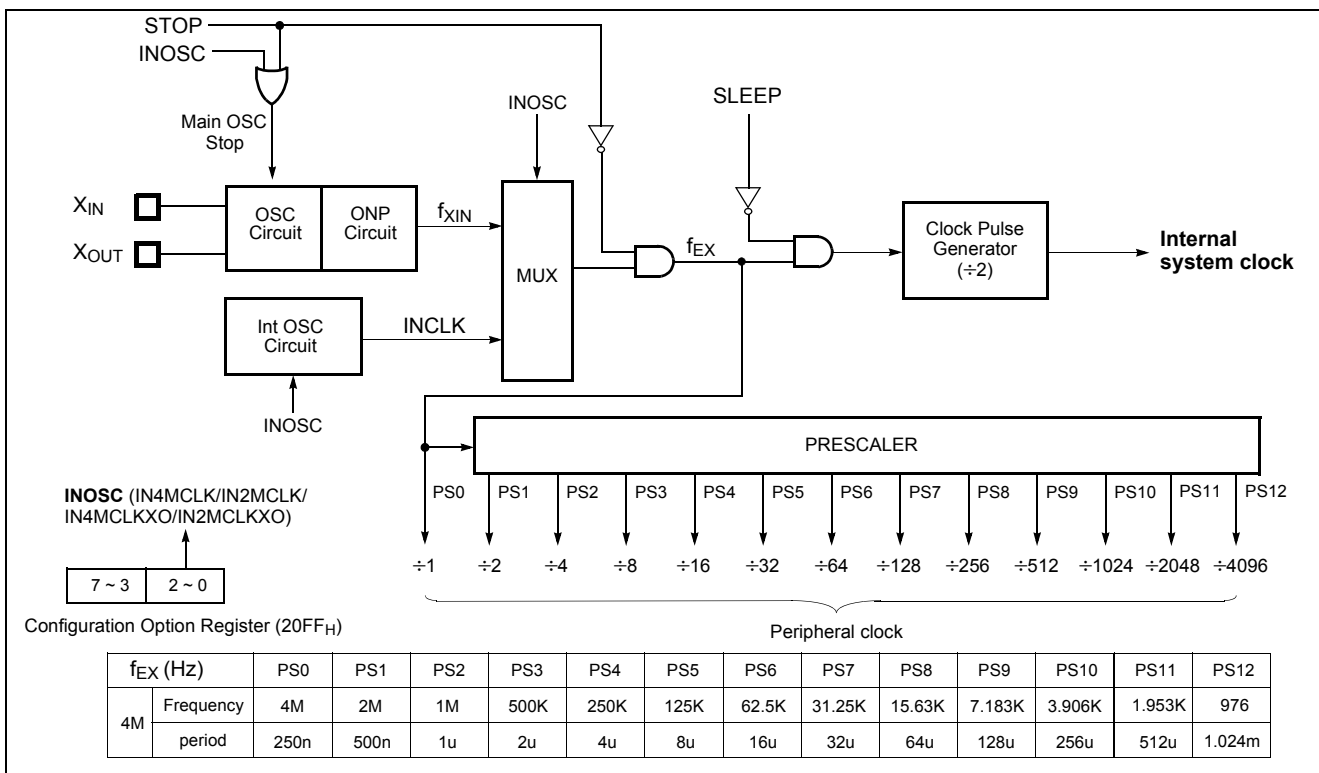 STOP
INOSC
Main OSC
Stop
INOSC
SLEEP
XIN
XOUT
OSC
Circuit
ONP
Circuit
fXIN
MUX
fEX
Clock Pulse
Generator
(÷2)
Internal
system clock
Int OSC
Circuit
INCLK
INOSC
PRESCALER
PS0 PS1 PS2 PS3 PS4 PS5 PS6 PS7 PS8 PS9 PS10 PS11 PS12
÷1 ÷2 ÷4 ÷8 ÷16 ÷32 ÷64 ÷128 ÷256 ÷512 ÷1024 ÷2048 ÷4096
Peripheral clock
INOSC (IN4MCLK/IN2MCLK/
IN4MCLKXO/IN2MCLKXO)
7 ~ 3 2 ~ 0
Configuration Option Register (20FFH)
fEX (Hz) PS0 PS1 PS2 PS3 PS4 PS5 PS6 PS7 PS8 PS9 PS10 PS11 PS12
4M Frequency 4M 2M 1M 500K 250K 125K 62.5K 31.25K 15.63K 7.183K 3.906K 1.953K 976
period 250n 500n 1u 2u 4u 8u 16u 32u 64u 128u 256u 512u 1.024m